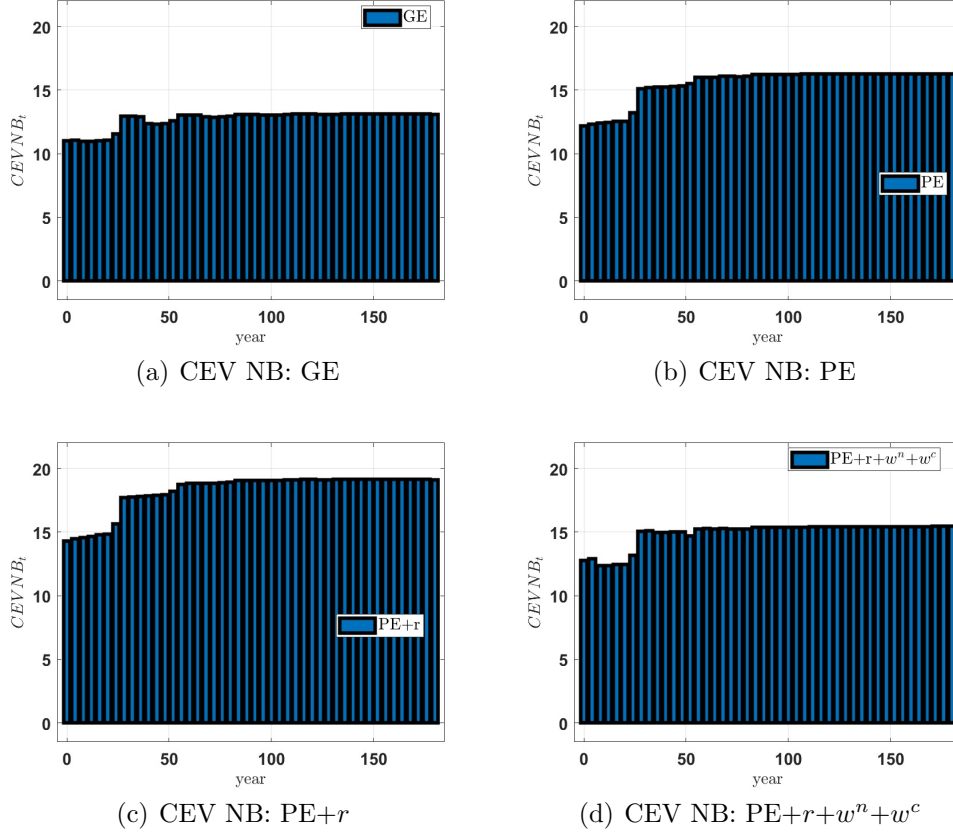 20
15
10
5
0
CEVNB_t
GE
0 50 100 150
year
(a) CEV NB: GE
20
15
10
5
0
CEVNB_t
PE
0 50 100 150
year
(b) CEV NB: PE
20
15
10
5
0
CEVNB_t
PE+r
0 50 100 150
year
(c) CEV NB: PE+r
20
15
10
5
0
CEVNB_t
PE+r+w^n+w^c
0 50 100 150
year
(d) CEV NB: PE+r+w^n+w^c